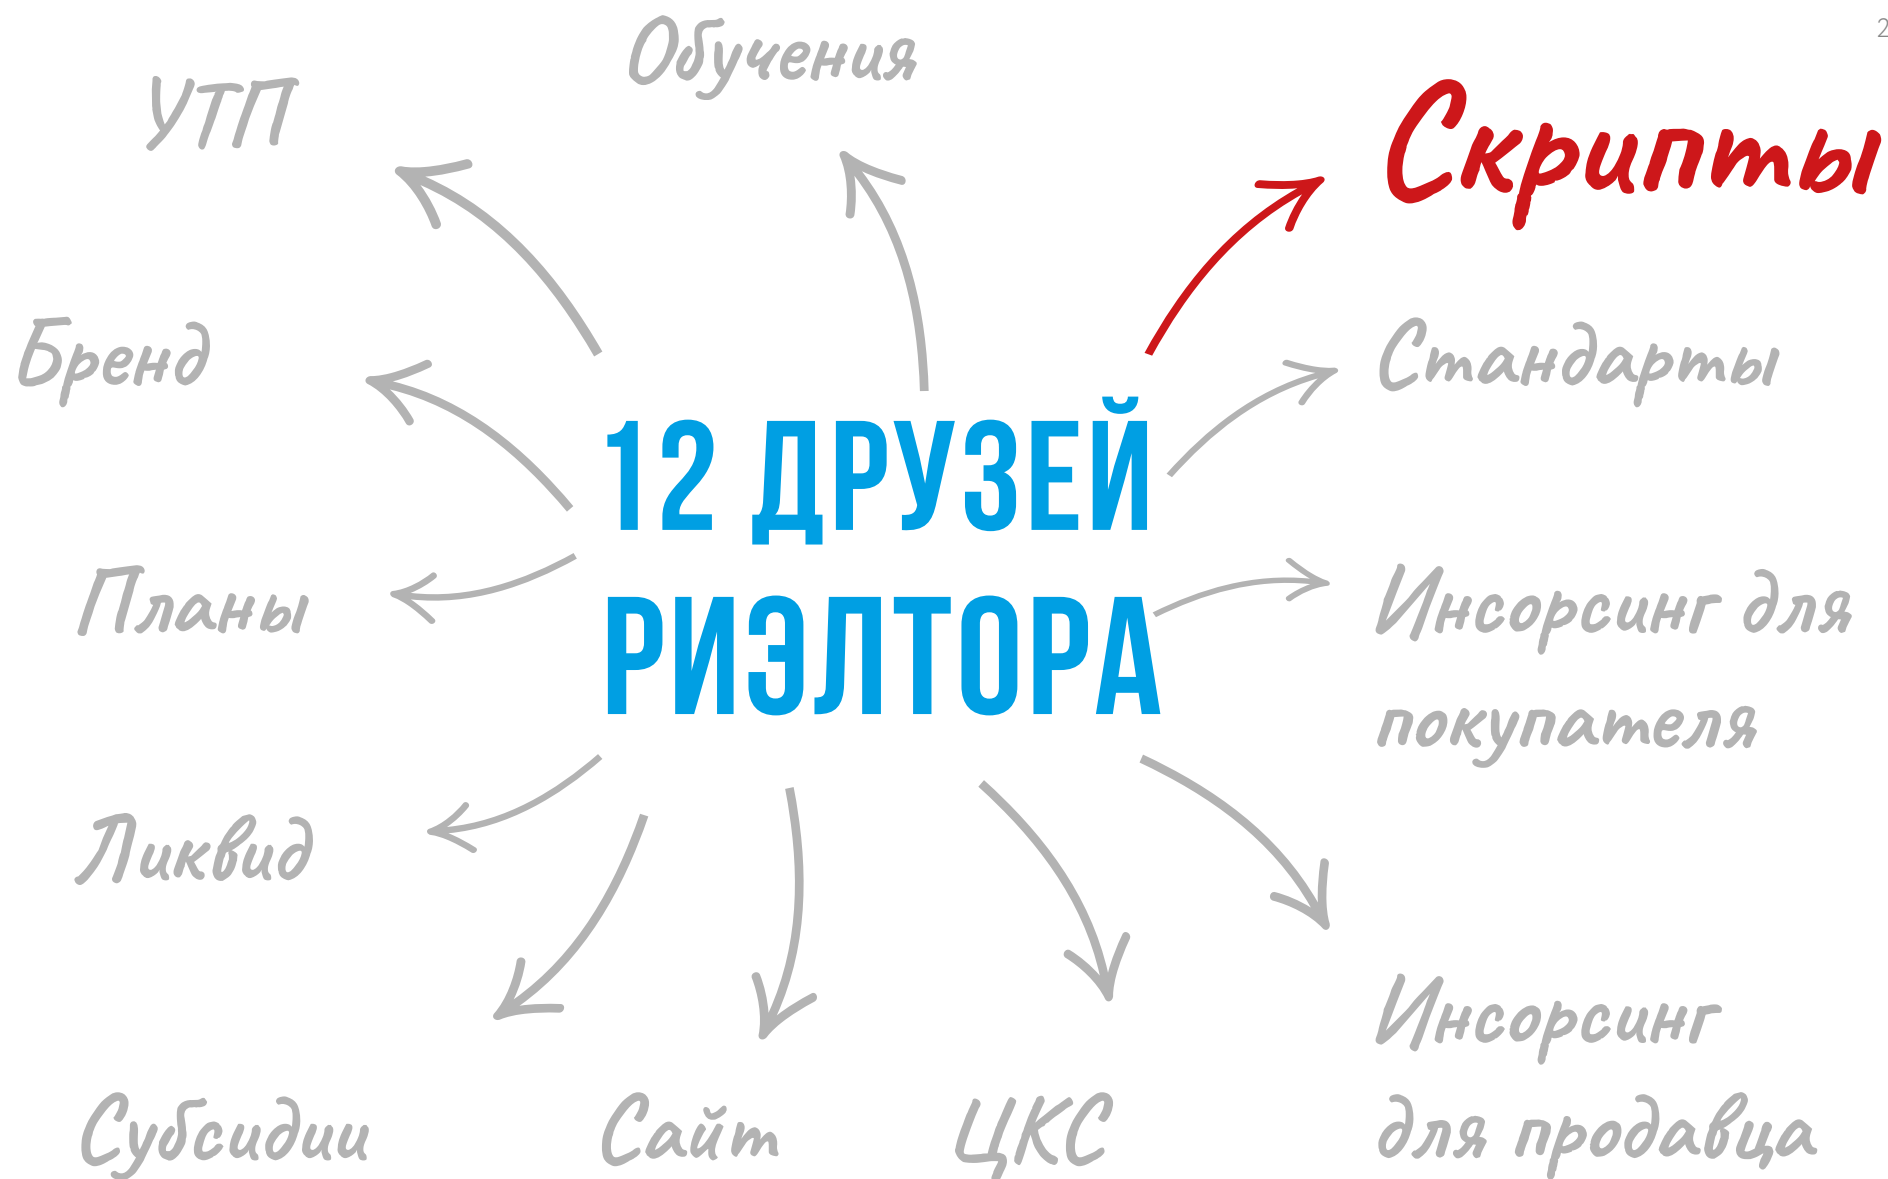 2
Обучения
УТП
Скрипты
Бренд
Стандарты
12 ДРУЗЕЙ
РИЭЛТОРА
Планы
Инсорсинг для
покупателя
Ликвид
Инсорсинг
для продавца
Субсидии
Сайт
ЦКС